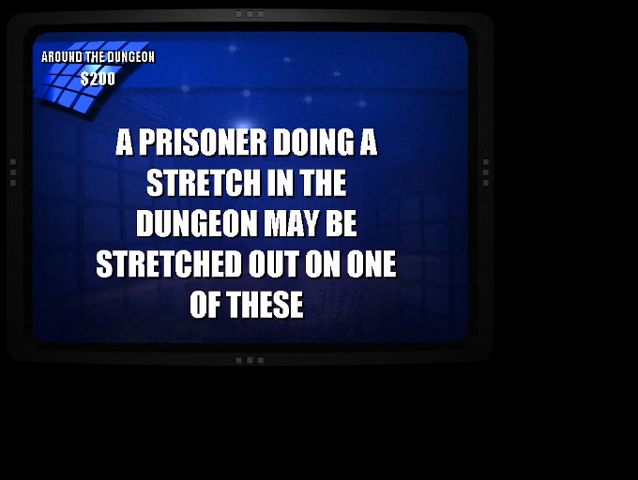 AROUND THE DUNGEON
$200
A PRISONER DOING A
STRETCH IN THE
DUNGEON MAY BE
STRETCHED OUT ON ONE
OF THESE